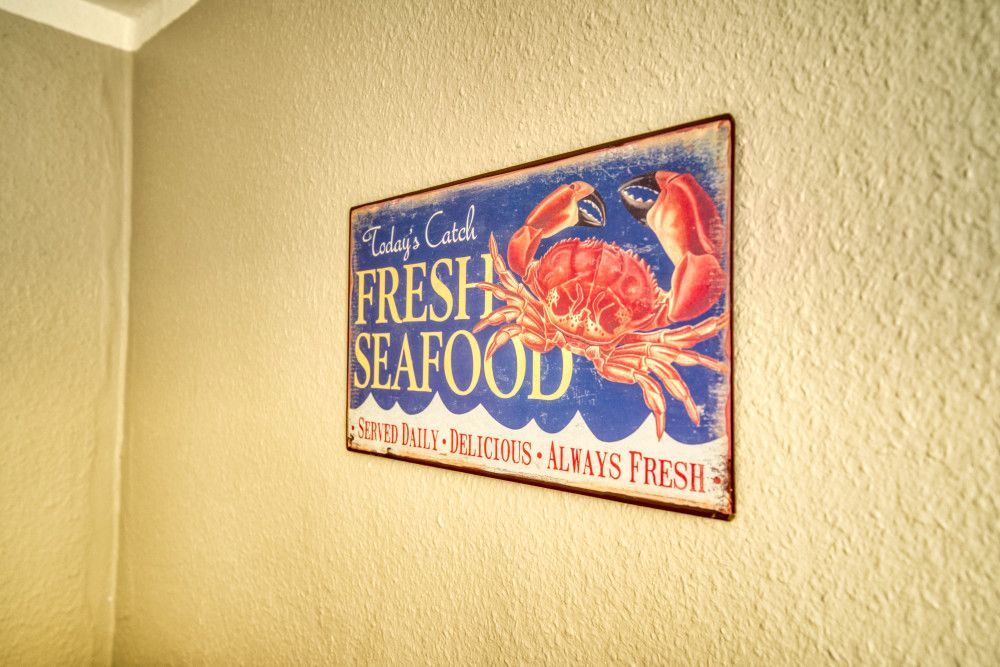 Today's Catch
FRESH
SEAFOOD
• SERVED DAILY • DELICIOUS • ALWAYS FRESH